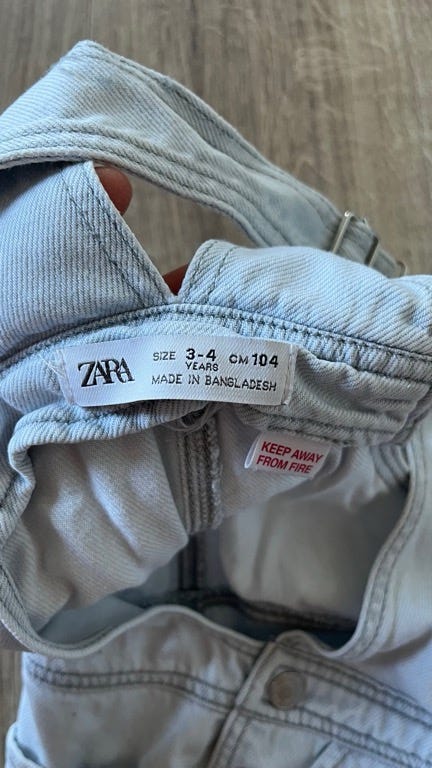 ZARA
SIZE 3-4 CM 104
YEARS
MADE IN BANGLADESH
KEEP AWAY
FROM FIRE